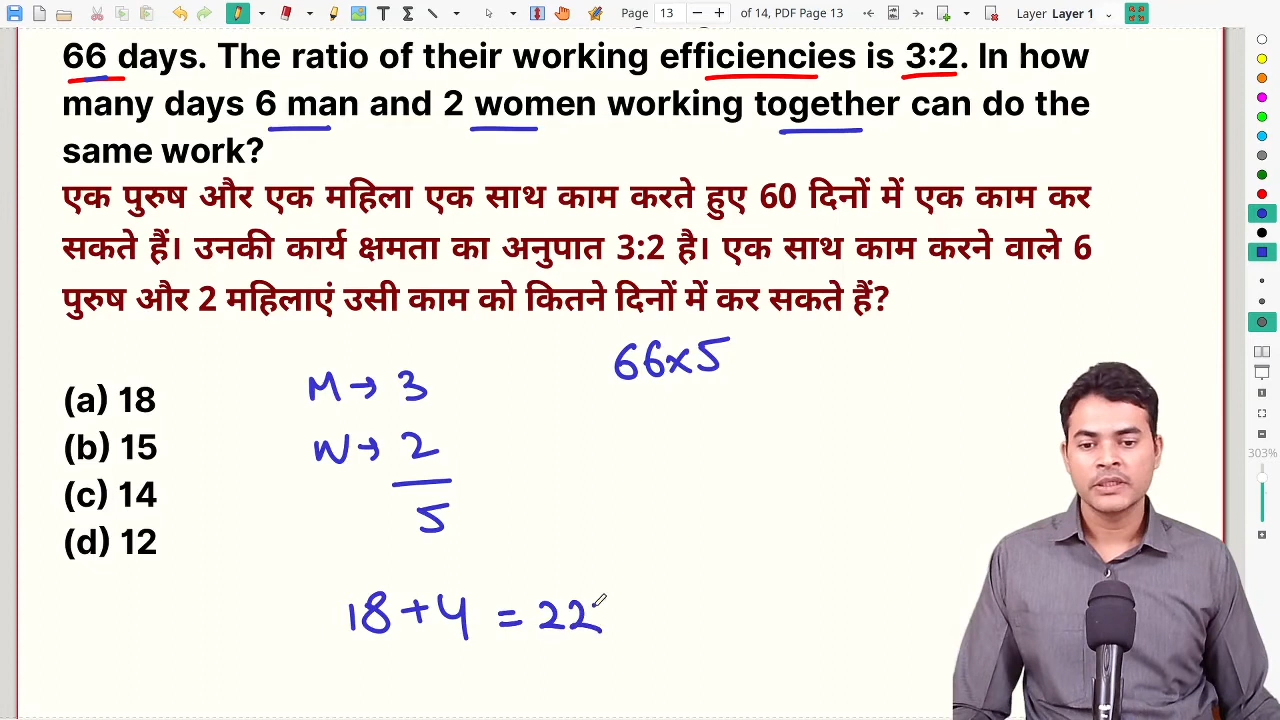 Page 13 of 14, PDF Page 13 Layer Layer 1
66 days. The ratio of their working efficiencies is 3:2. In how
many days 6 man and 2 women working together can do the
same work?
एक पुरुष और एक महिला एक साथ काम करते हुए 60 दिनों में एक काम कर
सकते हैं। उनकी कार्य क्षमता का अनुपात 3:2 है। एक साथ काम करने वाले 6
पुरुष और 2 महिलाएं उसी काम को कितने दिनों में कर सकते हैं?
66x5
(a) 18
(b) 15
(c) 14
(d) 12
M → 3
W → 2
5
18+4 = 22
303%